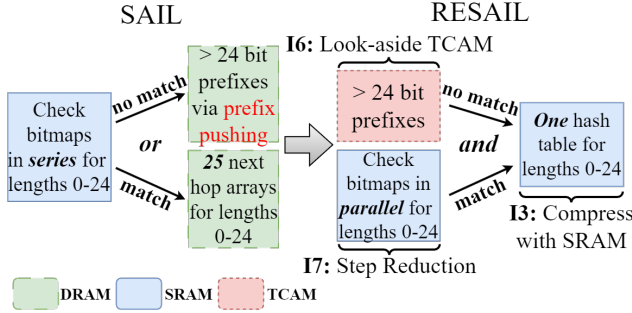 SAIL
RESAIL
Check
bitmaps
in series for
lengths 0-24
no match
or
match
> 24 bit
prefixes
via prefix
pushing
25 next
hop arrays
for lengths
0-24
I6: Look-aside TCAM
> 24 bit
prefixes
Check
bitmaps in
parallel for
lengths 0-24
I7: Step Reduction
no match
and
match
One hash
table for
lengths 0-24
I3: Compress
with SRAM
DRAM
SRAM
TCAM